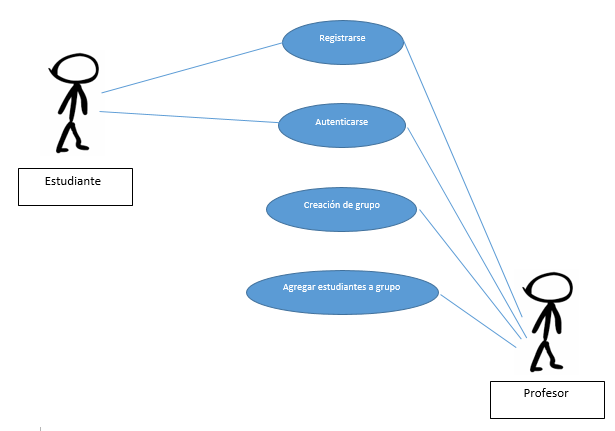 Registrarse
Autenticarse
Estudiante
Creación de grupo
Agregar estudiantes a grupo
Profesor